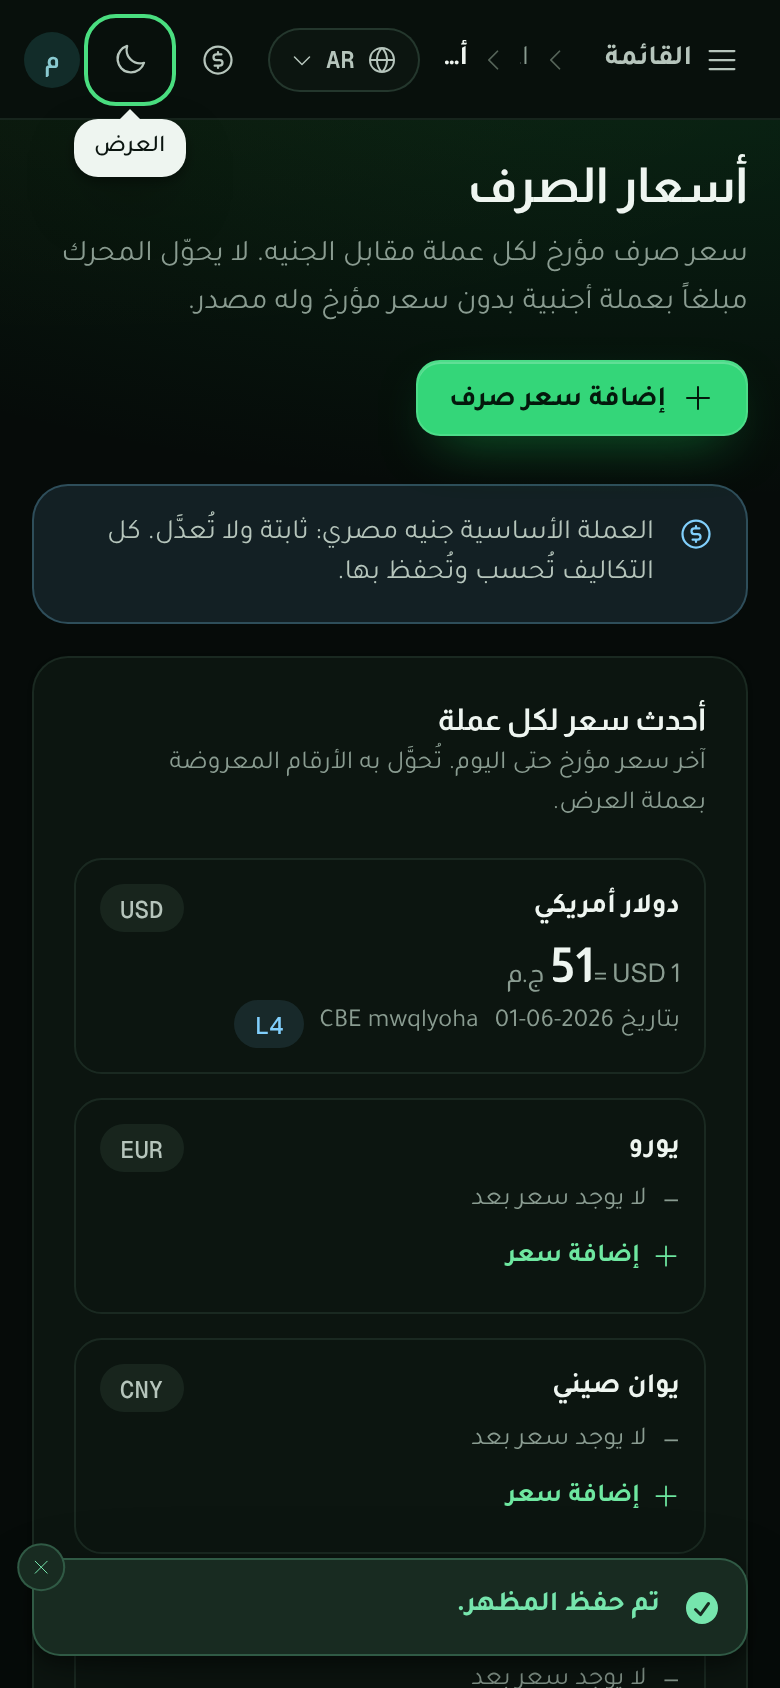 القائمة
ا.
أ...
AR
م
العرض
أسعار الصرف
سعر صرف مؤرخ لكل عملة مقابل الجنيه. لا يحوّل المحرك
مبلغاً بعملة أجنبية بدون سعر مؤرخ وله مصدر.
إضافة سعر صرف
العملة الأساسية جنيه مصري: ثابتة ولا تُعدَّل. كل
التكاليف تُحسب وتُحفظ بها.
أحدث سعر لكل عملة
آخر سعر مؤرخ حتى اليوم. تُحوَّل به الأرقام المعروضة
بعملة العرض.
دولار أمريكي
USD
1 USD = 51 ج.م
بتاريخ 2026-06-01 CBE mwqlyoha L4
يورو
EUR
— لا يوجد سعر بعد
إضافة سعر
يوان صيني
CNY
— لا يوجد سعر بعد
إضافة سعر
تم حفظ المظهر.
— لا يوجد سعر بعد